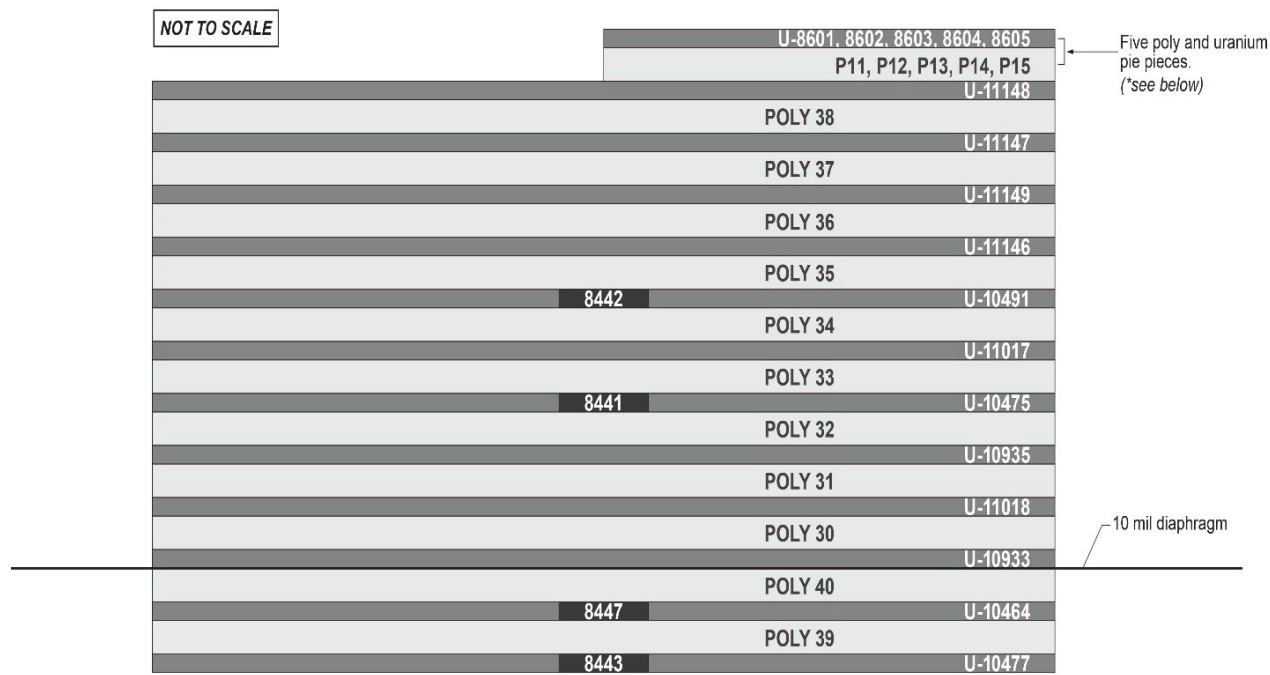 NOT TO SCALE
U-8601, 8602, 8603, 8604, 8605
P11, P12, P13, P14, P15
Five poly and uranium
pie pieces.
(*see below)
U-11148
POLY 38
U-11147
POLY 37
U-11149
POLY 36
U-11146
POLY 35
8442 U-10491
POLY 34
U-11017
POLY 33
8441 U-10475
POLY 32
U-10935
POLY 31
U-11018
POLY 30
10 mil diaphragm
U-10933
POLY 40
8447 U-10464
POLY 39
8443 U-10477